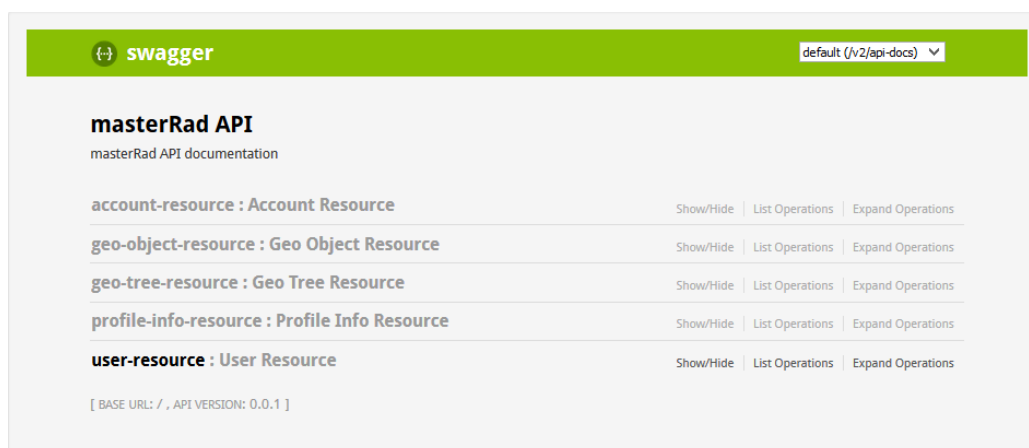 {···} swagger default (/v2/api-docs)
masterRad API
masterRad API documentation
account-resource : Account Resource Show/Hide List Operations Expand Operations
geo-object-resource : Geo Object Resource Show/Hide List Operations Expand Operations
geo-tree-resource : Geo Tree Resource Show/Hide List Operations Expand Operations
profile-info-resource : Profile Info Resource Show/Hide List Operations Expand Operations
user-resource : User Resource Show/Hide List Operations Expand Operations
[ BASE URL: / , API VERSION: 0.0.1 ]